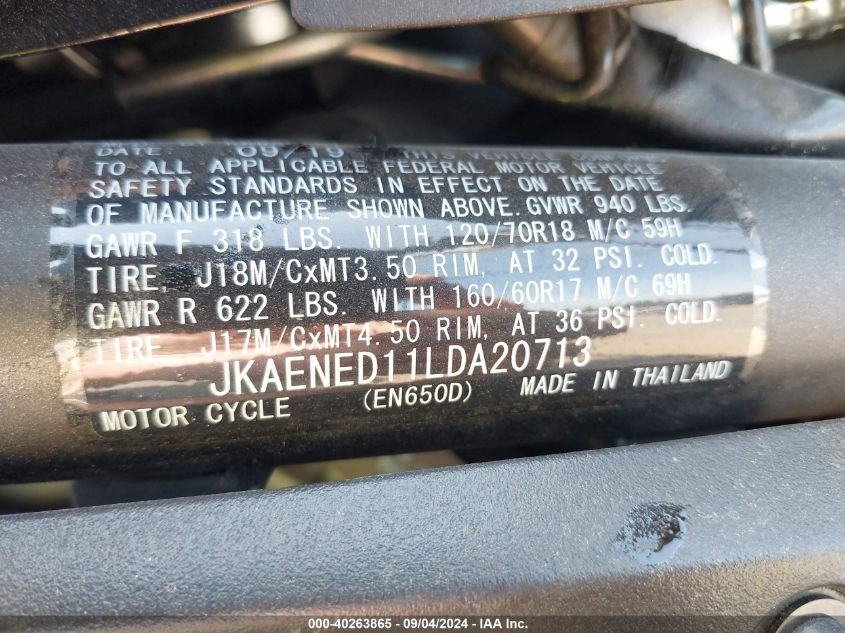 DATE 09/19 THIS VEHICLE
TO ALL APPLICABLE FEDERAL MOTOR VEHICLE
SAFETY STANDARDS IN EFFECT ON THE DATE
OF MANUFACTURE SHOWN ABOVE. GVWR 940 LBS.
GAWR F 318 LBS. WITH 120/70R18 M/C 59H
TIRE, J18M/CxMT3.50 RIM, AT 32 PSI. COLD.
GAWR R 622 LBS. WITH 160/60R17 M/C 69H
TIRE, J17M/CxMT4.50 RIM, AT 36 PSI. COLD.
JKAENED11LDA20713
MOTOR CYCLE (EN650D) MADE IN THAILAND
000-40263865 - 09/04/2024 - IAAI Inc.